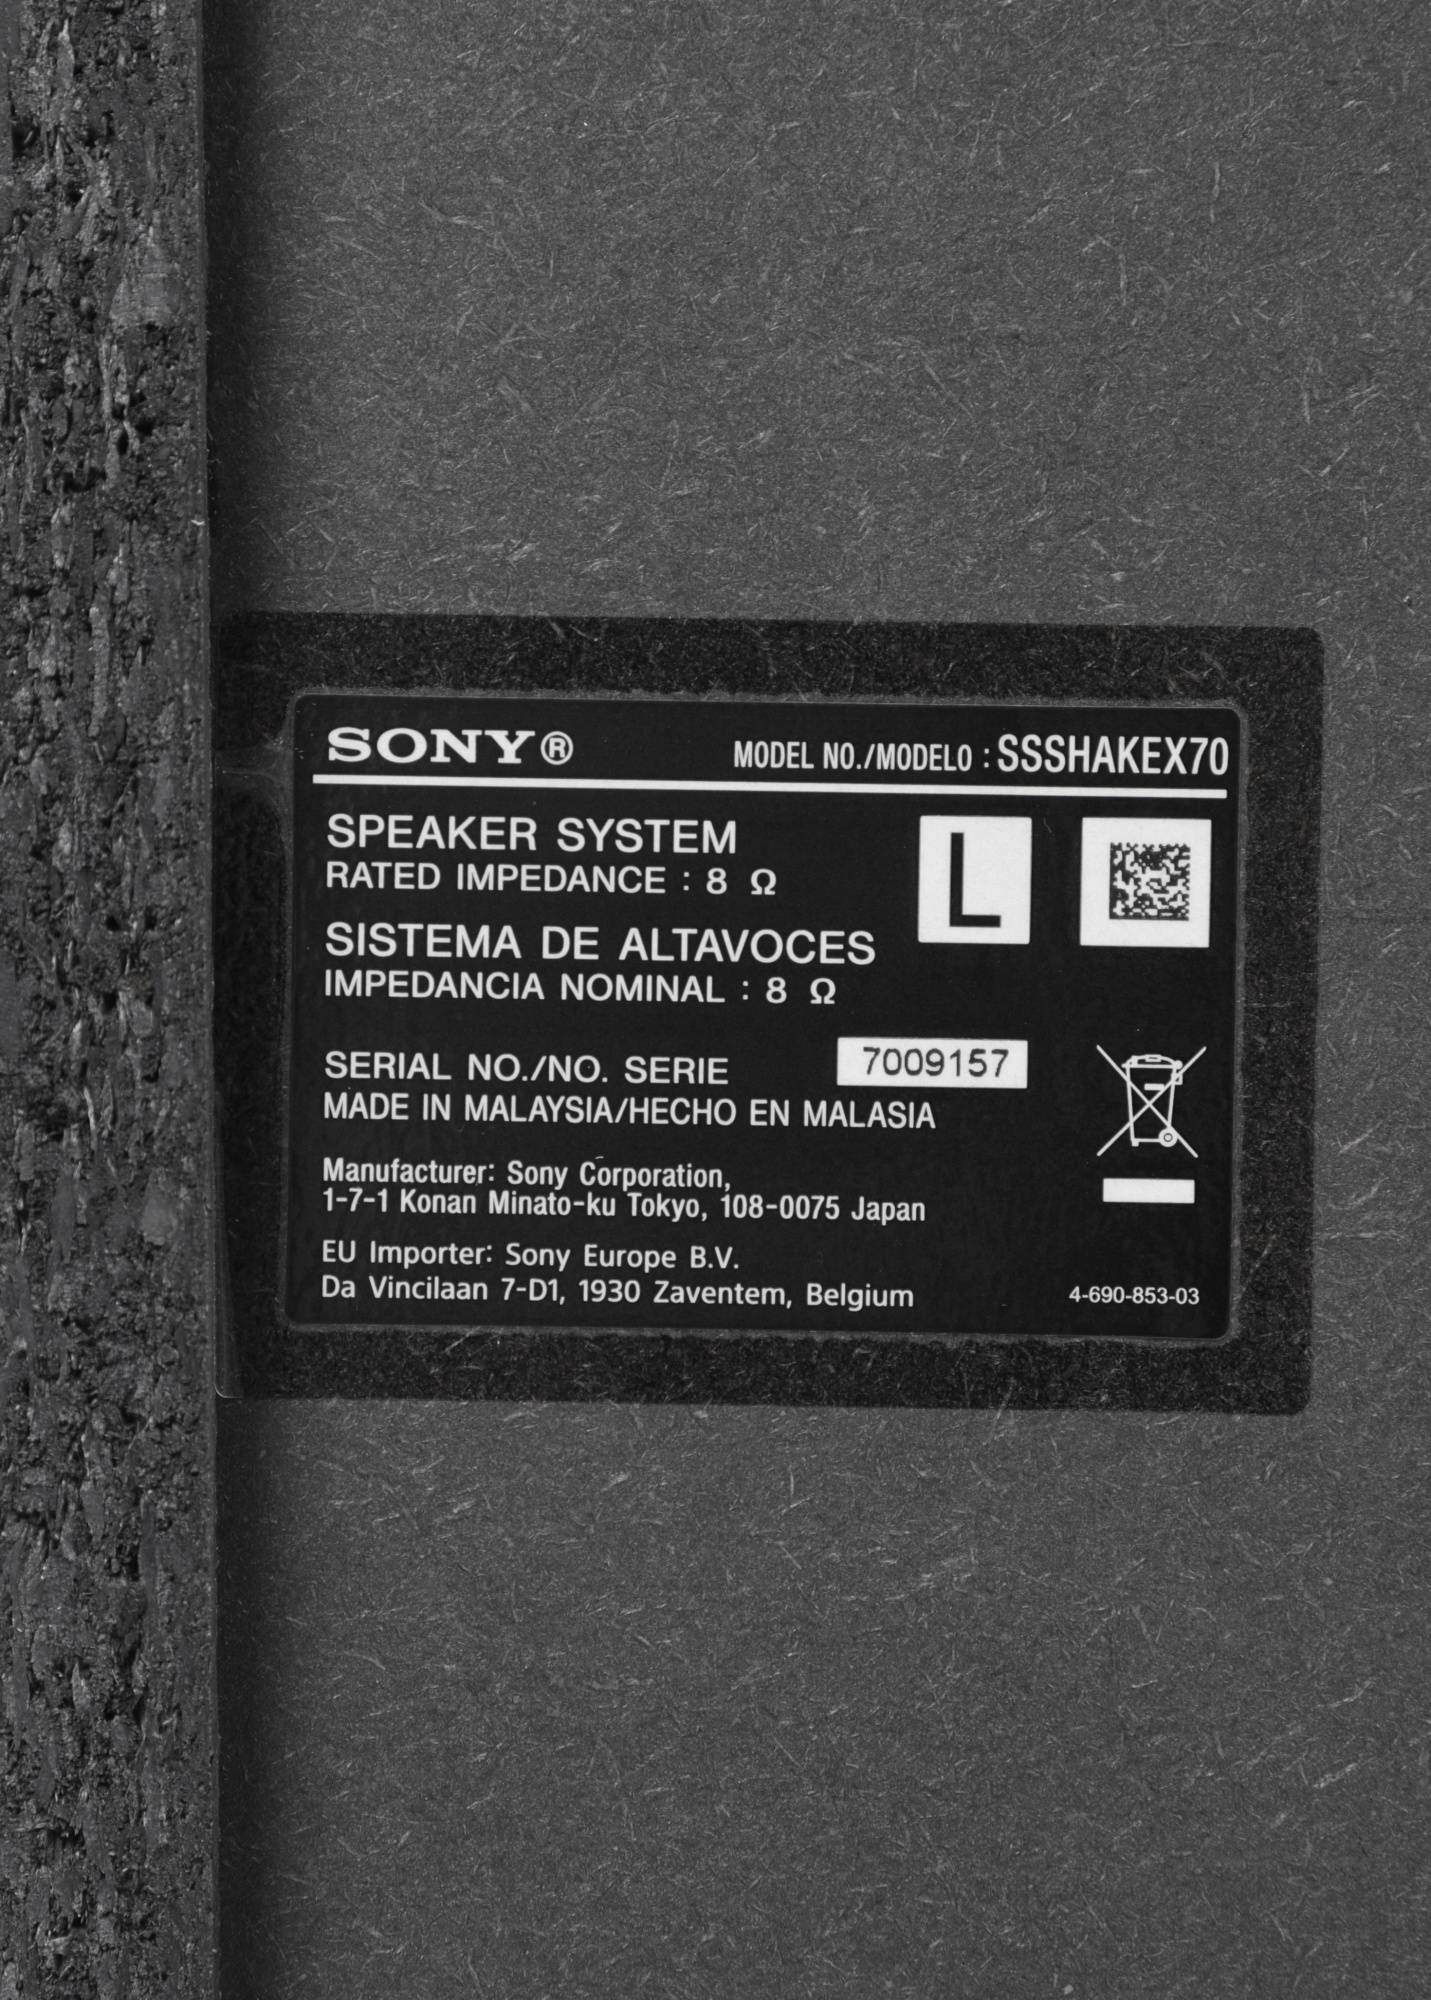 SONY®
MODEL NO./MODELO : SSSHAKEX70
SPEAKER SYSTEM
RATED IMPEDANCE : 8 Ω
L
SISTEMA DE ALTAVOCES
IMPEDANCIA NOMINAL : 8 Ω
SERIAL NO./NO. SERIE 7009157
MADE IN MALAYSIA/HECHO EN MALASIA
Manufacturer: Sony Corporation,
1-7-1 Konan Minato-ku Tokyo, 108-0075 Japan
EU Importer: Sony Europe B.V.
Da Vincilaan 7-D1, 1930 Zaventem, Belgium
4-690-853-03